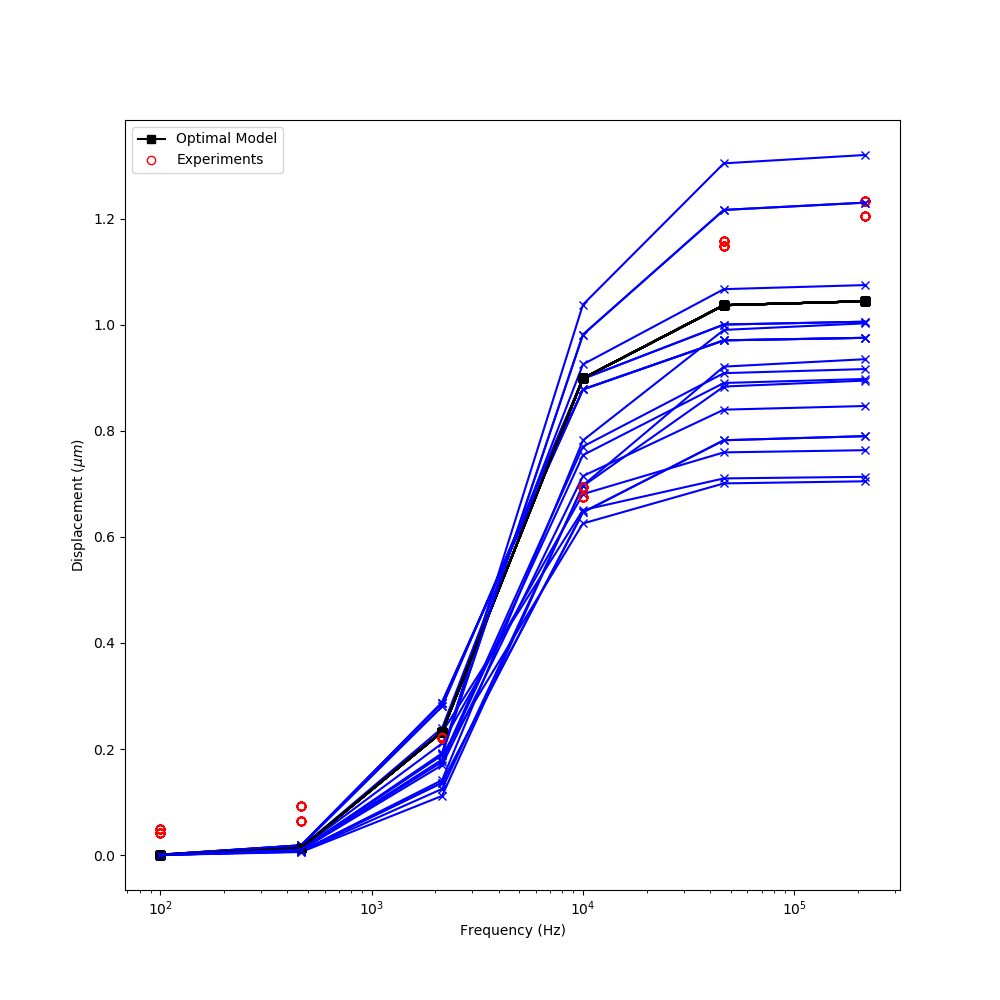 Optimal Model
Experiments
1.2
1.0
0.8
0.6
0.4
0.2
0.0
Displacement (μm)
10² 10³ 10⁴ 10⁵
Frequency (Hz)